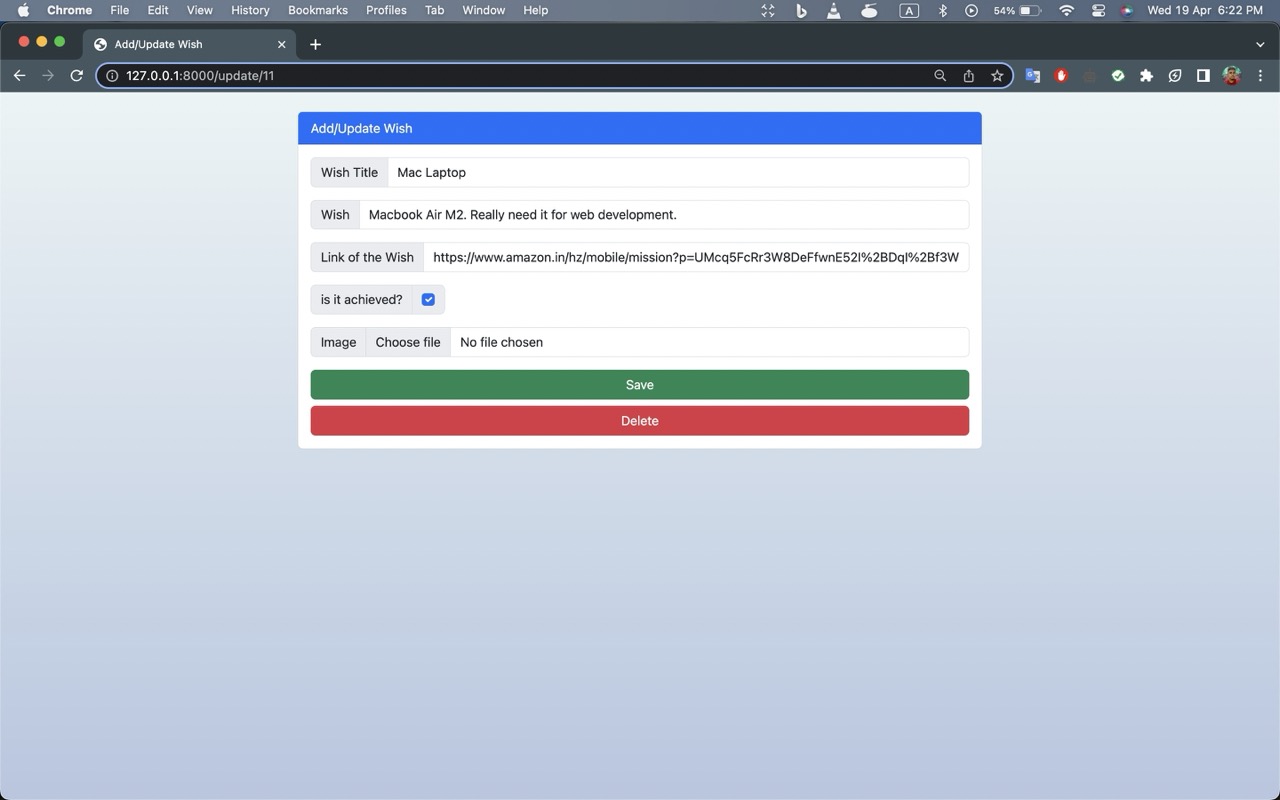 Chrome File Edit View History Bookmarks Profiles Tab Window Help A 54% Wed 19 Apr 6:22 PM
Add/Update Wish
127.0.0.1:8000/update/11
Add/Update Wish
Wish Title Mac Laptop
Wish Macbook Air M2. Really need it for web development.
Link of the Wish https://www.amazon.in/hz/mobile/mission?p=UMcq5FcRr3W8DeFfwnE52l%2BDql%2Bf3W
is it achieved?
Image Choose file No file chosen
Save
Delete